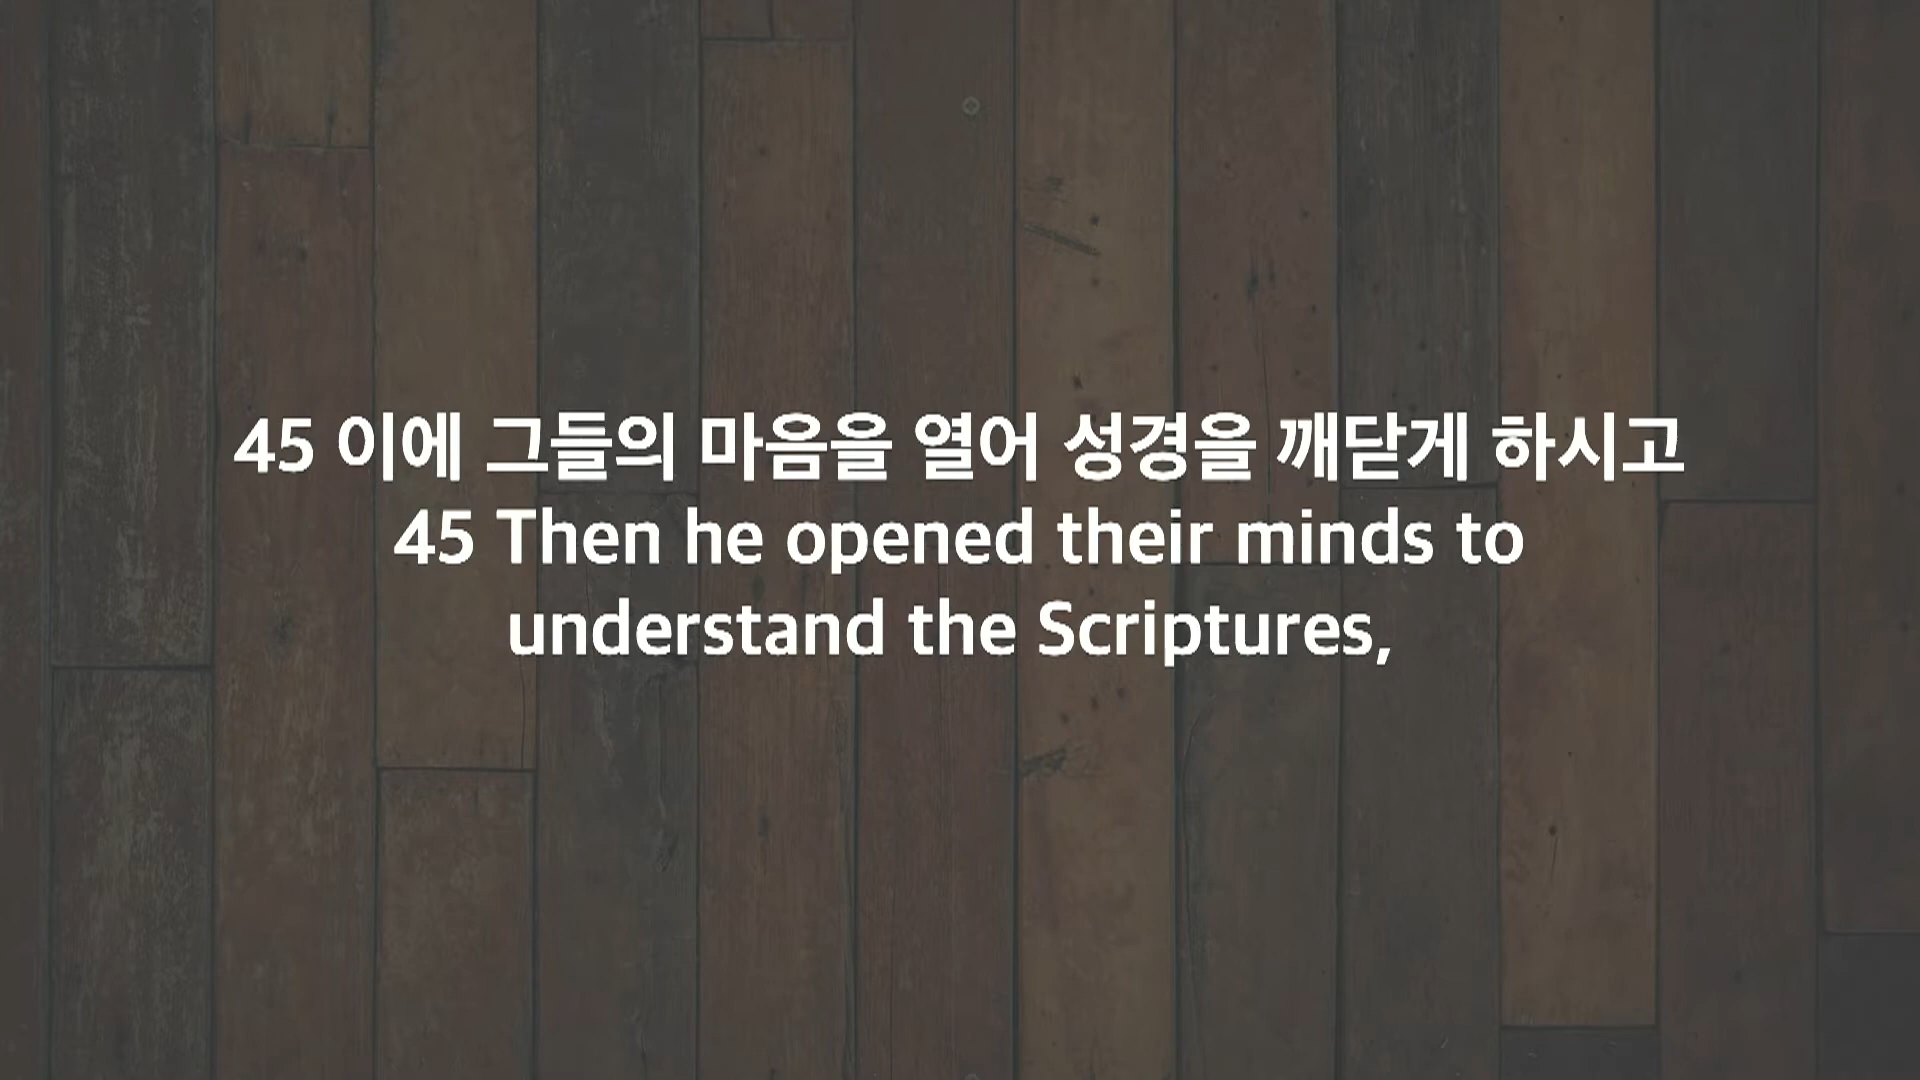 45 이에 그들의 마음을 열어 성경을 깨닫게 하시고
45 Then he opened their minds to
understand the Scriptures,